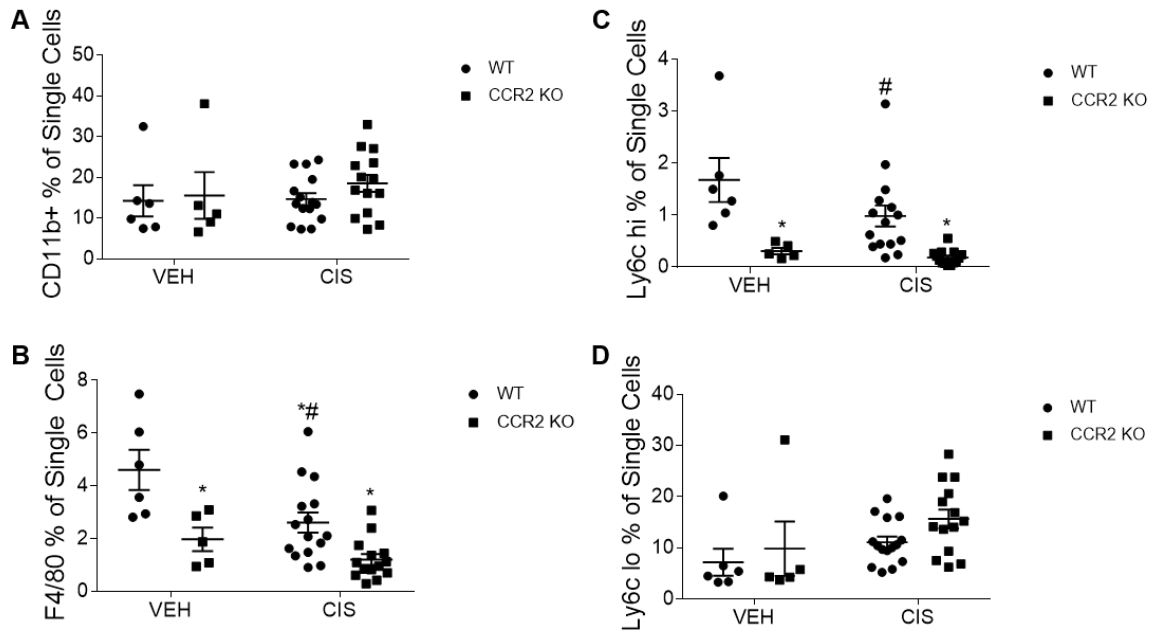 A
CD11b+ % of Single Cells
50
40
30
20
10
0
VEH
CIS
WT
CCR2 KO
C
Ly6c hi % of Single Cells
4
3
2
1
0
*
#
*
VEH
CIS
WT
CCR2 KO
B
F4/80 % of Single Cells
8
6
4
2
0
*
*#
*
VEH
CIS
WT
CCR2 KO
D
Ly6c lo % of Single Cells
40
30
20
10
0
VEH
CIS
WT
CCR2 KO